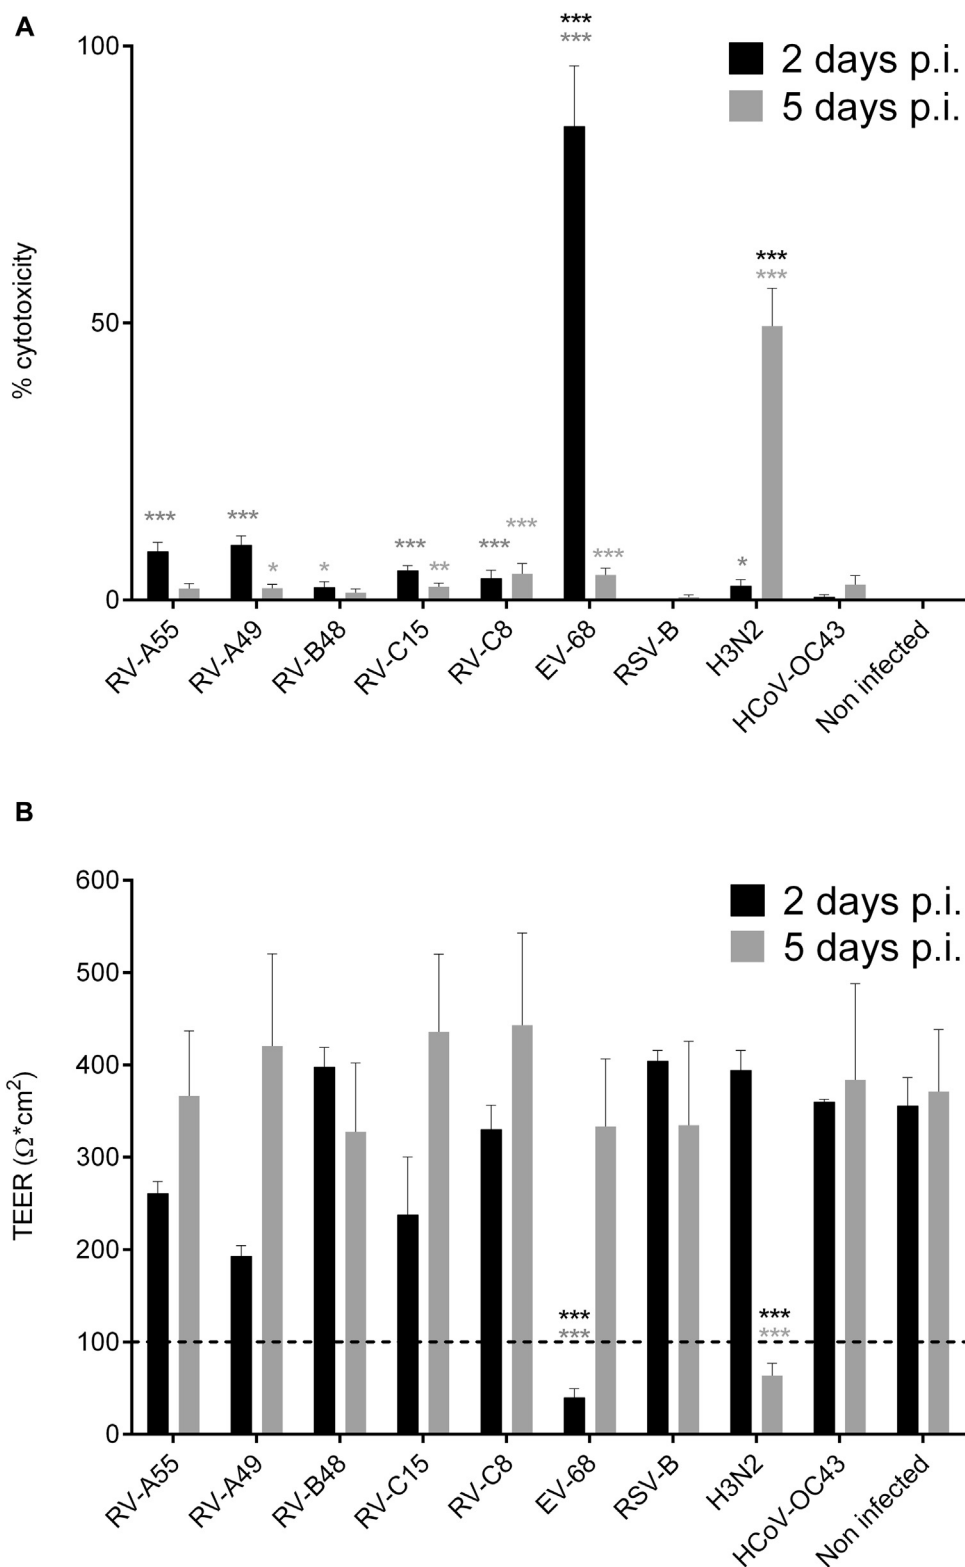 A
***
***
100
2 days p.i.
5 days p.i.
% cytotoxicity
***
***
50
***
***
***
***
***
***
*
*
**
*
0
RV-A55
RV-A49
RV-B48
RV-C15
RV-C8
EV-68
RSV-B
H3N2
HCoV-OC43
Non infected
B
600
2 days p.i.
5 days p.i.
500
400
TEER (Ω*cm²)
300
200
***
***
***
***
100
0
RV-A55
RV-A49
RV-B48
RV-C15
RV-C8
EV-68
RSV-B
H3N2
HCoV-OC43
Non infected